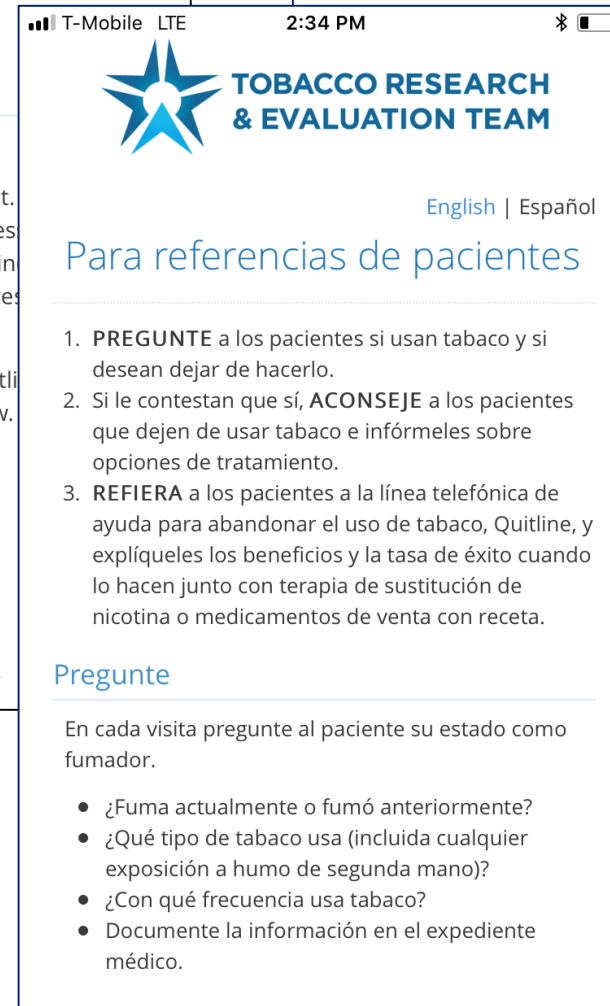 T-Mobile LTE 2:34 PM
TOBACCO RESEARCH
& EVALUATION TEAM
English | Español
Para referencias de pacientes
1. PREGUNTE a los pacientes si usan tabaco y si
desean dejar de hacerlo.
2. Si le contestan que sí, ACONSEJE a los pacientes
que dejen de usar tabaco e infórmeles sobre
opciones de tratamiento.
3. REFIERA a los pacientes a la línea telefónica de
ayuda para abandonar el uso de tabaco, Quitline, y
explíqueles los beneficios y la tasa de éxito cuando
lo hacen junto con terapia de sustitución de
nicotina o medicamentos de venta con receta.
Pregunte
En cada visita pregunte al paciente su estado como
fumador.
● ¿Fuma actualmente o fumó anteriormente?
● ¿Qué tipo de tabaco usa (incluida cualquier
exposición a humo de segunda mano)?
● ¿Con qué frecuencia usa tabaco?
● Documente la información en el expediente
médico.